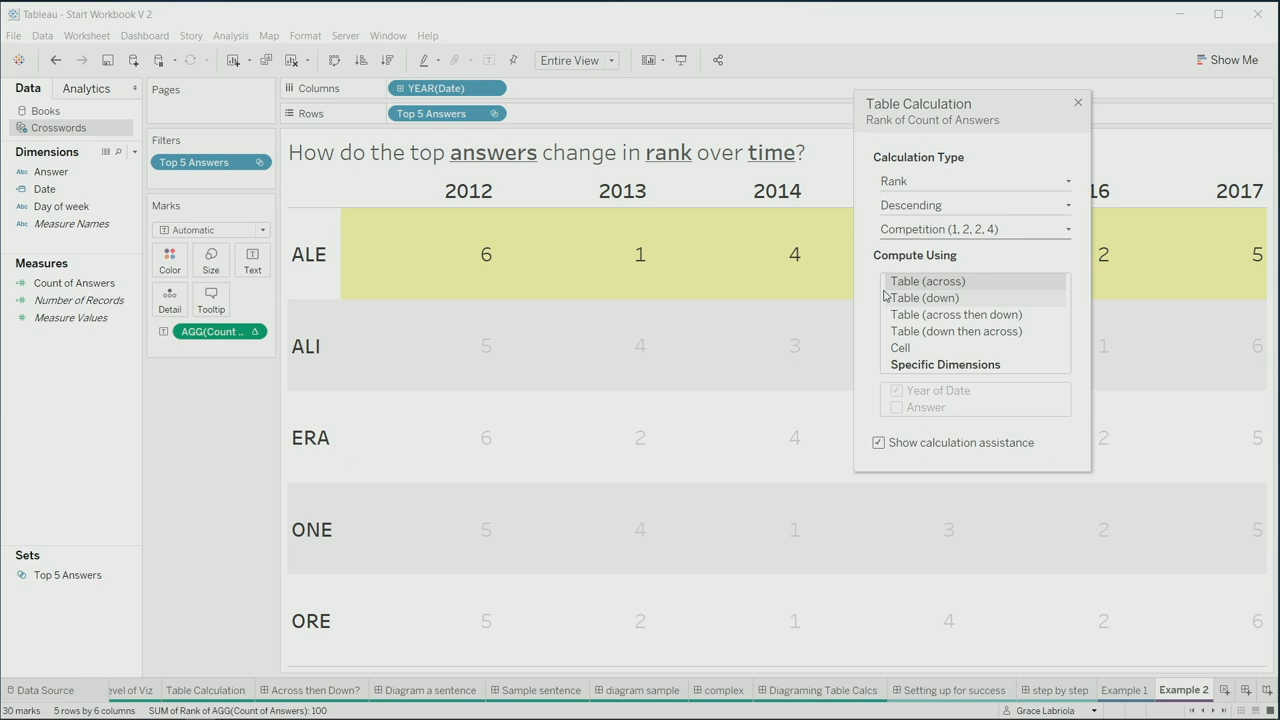 Tableau - Start Workbook V 2
File Data Worksheet Dashboard Story Analysis Map Format Server Window Help
Entire View
Show Me
Data Analytics
Books
Crosswords
Dimensions
Abc Answer
Date
Abc Day of week
Abc Measure Names
Measures
Count of Answers
Number of Records
Measure Values
Sets
Top 5 Answers
Pages
Filters
Top 5 Answers
Marks
Automatic
Color Size Text
Detail Tooltip
AGG(Count ..
Columns YEAR(Date)
Rows Top 5 Answers
How do the top answers change in rank over time?
2012 2013 2014 16 2017
ALE 6 1 4 2 5
ALI 5 4 3 1 6
ERA 6 2 4 2 5
ONE 5 4 1 3 2 5
ORE 5 2 1 4 2 6
Table Calculation
Rank of Count of Answers
Calculation Type
Rank
Descending
Competition (1, 2, 2, 4)
Compute Using
Table (across)
Table (down)
Table (across then down)
Table (down then across)
Cell
Specific Dimensions
Year of Date
Answer
Show calculation assistance
Data Source evel of Viz Table Calculation Across then Down? Diagram a sentence Sample sentence diagram sample complex Diagraming Table Calcs Setting up for success step by step Example 1 Example 2
30 marks 5 rows by 6 columns SUM of Rank of AGG(Count of Answers): 100 Grace Labriola